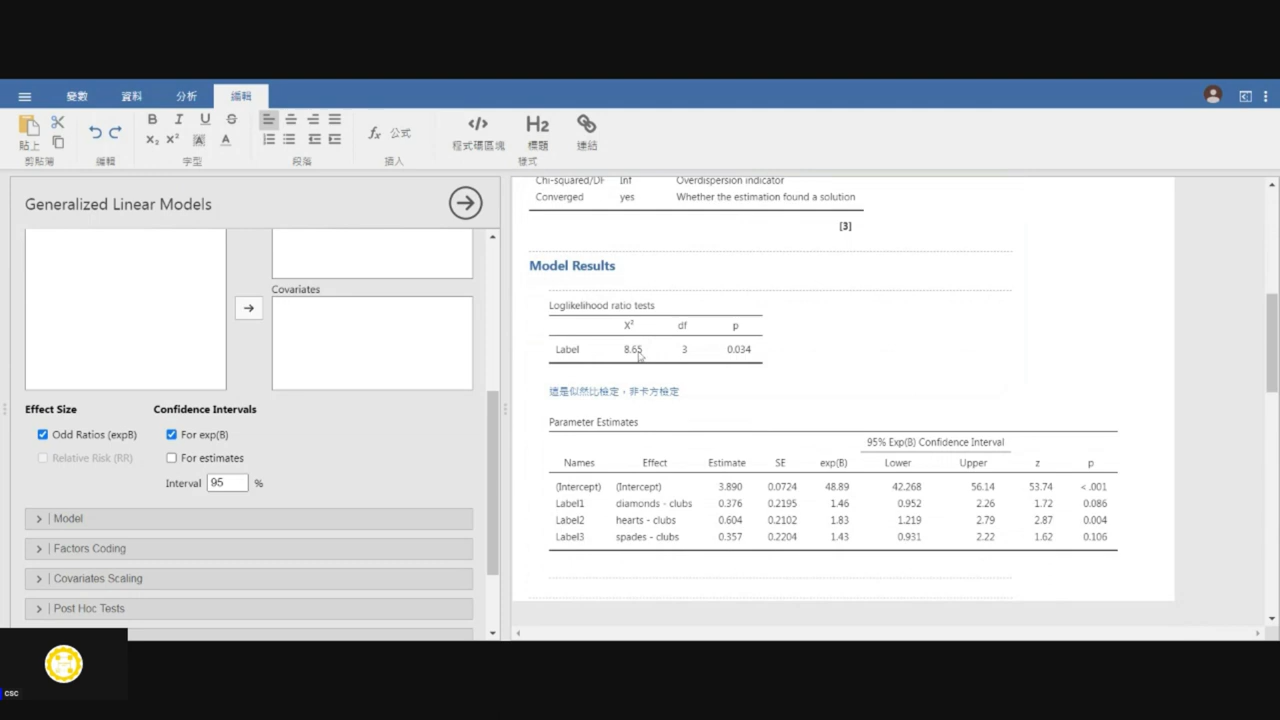 變數 資料 分析 編輯
B I U S
X₂ X² A A
fx 公式
</> H2
貼上 程式碼區塊 標題 連結
剪貼簿 編輯 字型 段落 插入 樣式
Generalized Linear Models
Covariates
Effect Size
Confidence Intervals
Odd Ratios (expB)
For exp(B)
Relative Risk (RR)
For estimates
Interval 95 %
Model
Factors Coding
Covariates Scaling
Post Hoc Tests
csc
Chi-squared/DF Inf Overdispersion indicator
Converged yes Whether the estimation found a solution
[3]
Model Results
Loglikelihood ratio tests
X² df p
Label 8.65 3 0.034
這是似然比檢定，非卡方檢定
Parameter Estimates
95% Exp(B) Confidence Interval
Names Effect Estimate SE exp(B) Lower Upper z p
(Intercept) (Intercept) 3.890 0.0724 48.89 42.268 56.14 53.74 < .001
Label1 diamonds - clubs 0.376 0.2195 1.46 0.952 2.26 1.72 0.086
Label2 hearts - clubs 0.604 0.2102 1.83 1.219 2.79 2.87 0.004
Label3 spades - clubs 0.357 0.2204 1.43 0.931 2.22 1.62 0.106